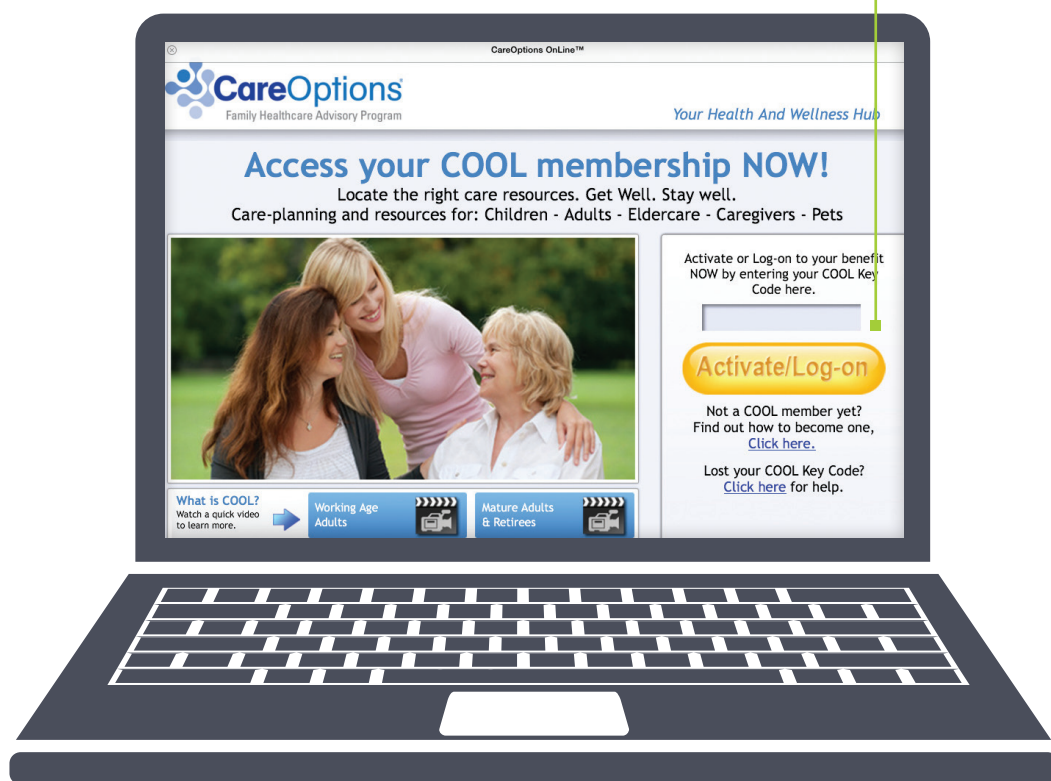 CareOptions OnLine™
CareOptions
Family Healthcare Advisory Program
Your Health And Wellness Hub
Access your COOL membership NOW!
Locate the right care resources. Get Well. Stay well.
Care-planning and resources for: Children - Adults - Eldercare - Caregivers - Pets
Activate or Log-on to your benefit
NOW by entering your COOL Key
Code here.
Activate/Log-on
Not a COOL member yet?
Find out how to become one,
Click here.
Lost your COOL Key Code?
Click here for help.
What is COOL?
Watch a quick video
to learn more.
Working Age
Adults
Mature Adults
& Retirees